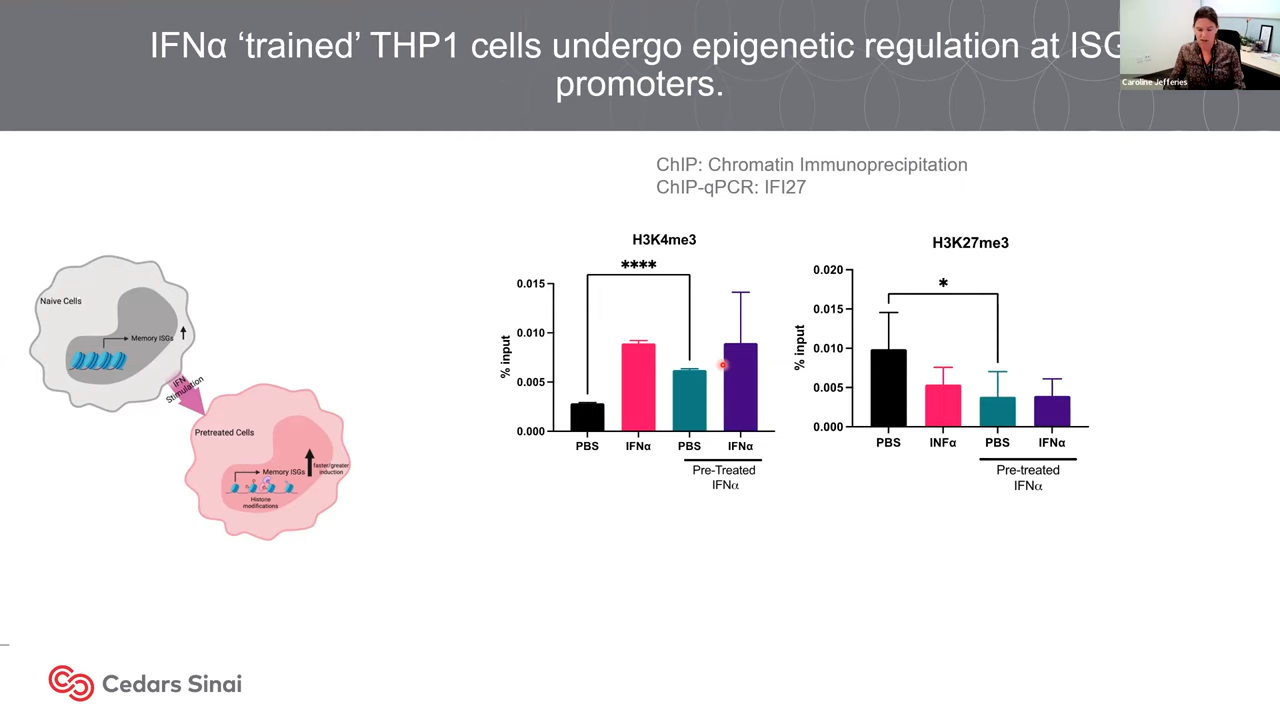 IFNα ‘trained’ THP1 cells undergo epigenetic regulation at ISG
promoters.
Caroline Jefferies
ChIP: Chromatin Immunoprecipitation
ChIP-qPCR: IFI27
Naive Cells
Memory ISGs
IFN
Stimulation
Pretreated Cells
Memory ISGs
faster/greater
induction
Histone
modifications
H3K4me3
****
0.015
0.010
0.005
0.000
% input
PBS
IFNα
PBS
IFNα
Pre-Treated
IFNα
H3K27me3
*
0.020
0.015
0.010
0.005
0.000
% input
PBS
INFα
PBS
IFNα
Pre-treated
IFNα
Cedars Sinai